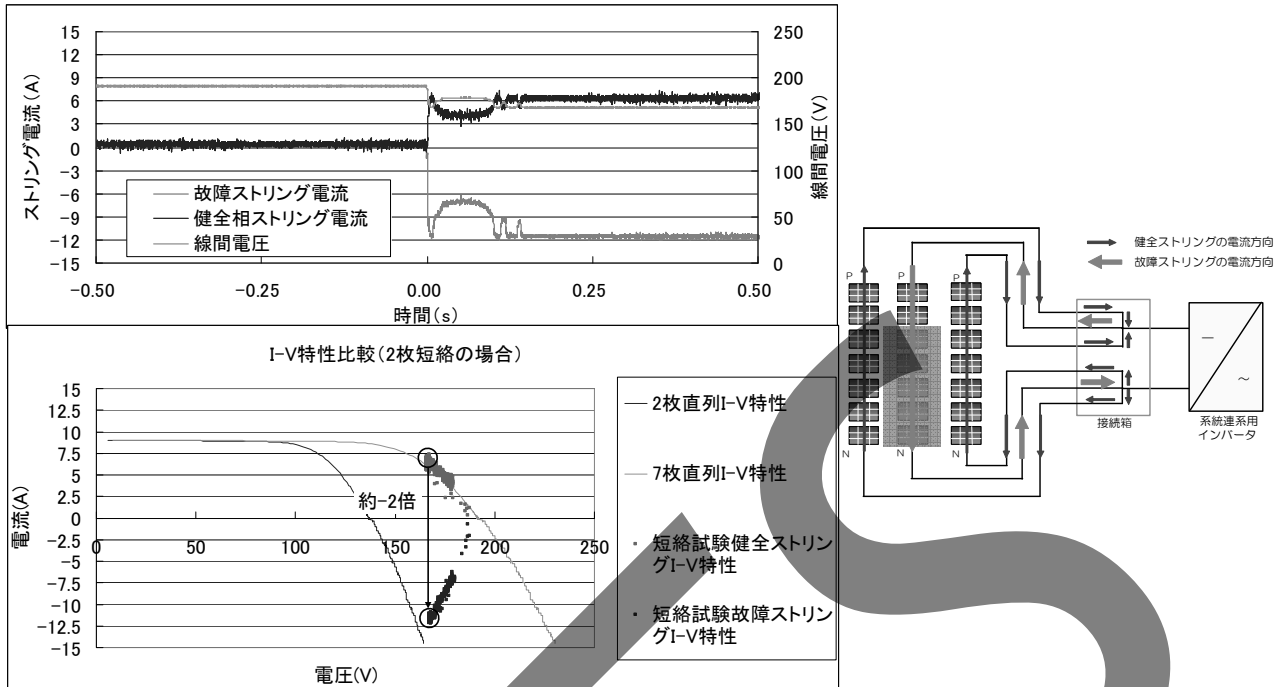 15
12
9
6
3
0
-3
-6
-9
-12
-15
ストリング電流(A)
250
200
150
100
50
0
線間電圧(V)
故障ストリング電流
健全相ストリング電流
線間電圧
-0.50
-0.25
0.00
0.25
0.50
時間(s)
I-V特性比較(2枚短絡の場合)
15
12.5
10
7.5
5
2.5
0
-2.5
-5
-7.5
-10
-12.5
-15
電流(A)
約-2倍
0
50
100
150
200
250
電圧(V)
2枚直列I-V特性
7枚直列I-V特性
短絡試験健全ストリン
グI-V特性
短絡試験故障ストリン
グI-V特性
健全ストリングの電流方向
故障ストリングの電流方向
P
P
P
N
N
N
接続箱
系統連系用
インバータ